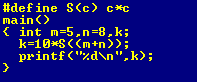 #define S(c) c*c
main()
{ int m=5,n=8,k;
k=10*S((m+n));
printf("%d\n",k);
}